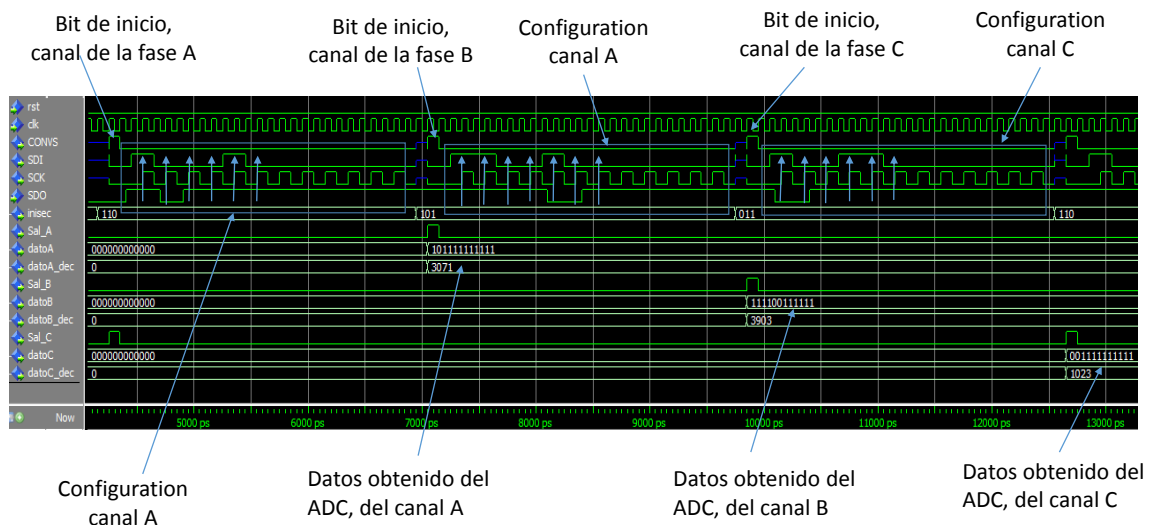 Bit de inicio,
canal de la fase A
Bit de inicio,
canal de la fase B
Configuration
canal A
Bit de inicio,
canal de la fase C
Configuration
canal C
rst
clk
CONVS
SDI
SCK
SDO
inisec
110
101
011
110
Sal_A
datoA
000000000000
101111111111
datoA_dec
0
3071
Sal_B
datoB
000000000000
111100111111
datoB_dec
0
3903
Sal_C
datoC
000000000000
001111111111
datoC_dec
0
1023
Now
5000 ps
6000 ps
7000 ps
8000 ps
9000 ps
10000 ps
11000 ps
12000 ps
13000 ps
Configuration
canal A
Datos obtenido del
ADC, del canal A
Datos obtenido del
ADC, del canal B
Datos obtenido del
ADC, del canal C